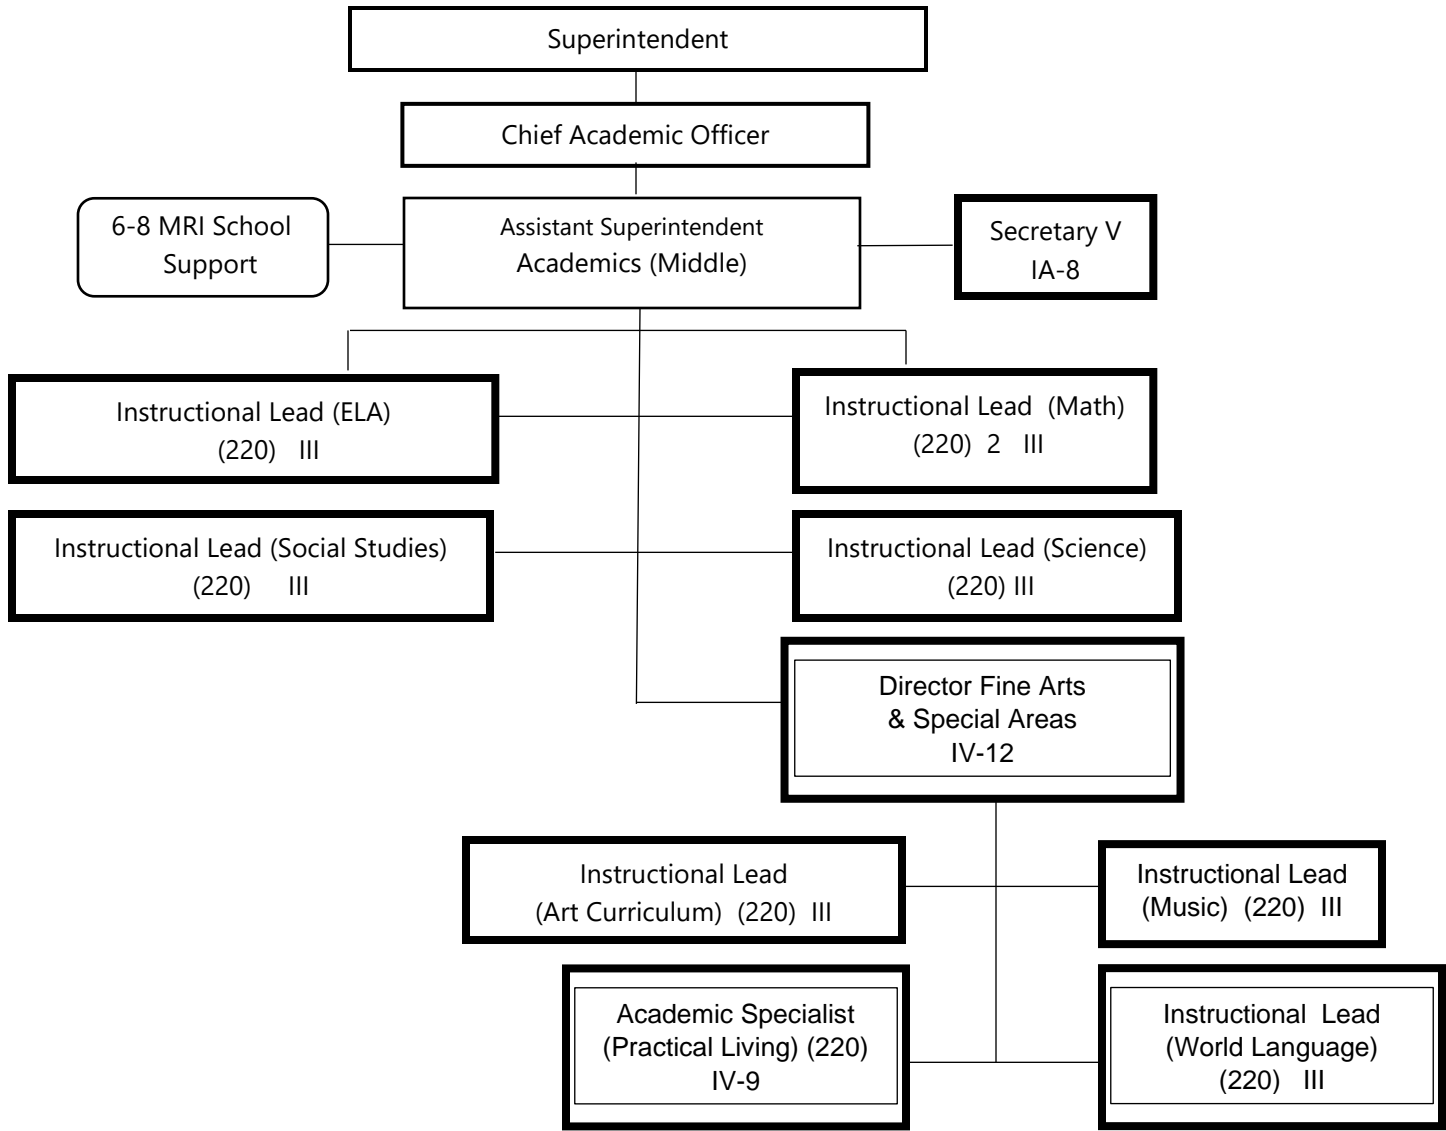 Superintendent
Chief Academic Officer
6-8 MRI School
Support
Assistant Superintendent
Academics (Middle)
Secretary V
IA-8
Instructional Lead (ELA)
(220) III
Instructional Lead (Math)
(220) 2 III
Instructional Lead (Social Studies)
(220) III
Instructional Lead (Science)
(220) III
Director Fine Arts
& Special Areas
IV-12
Instructional Lead
(Art Curriculum) (220) III
Instructional Lead
(Music) (220) III
Academic Specialist
(Practical Living) (220)
IV-9
Instructional Lead
(World Language)
(220) III